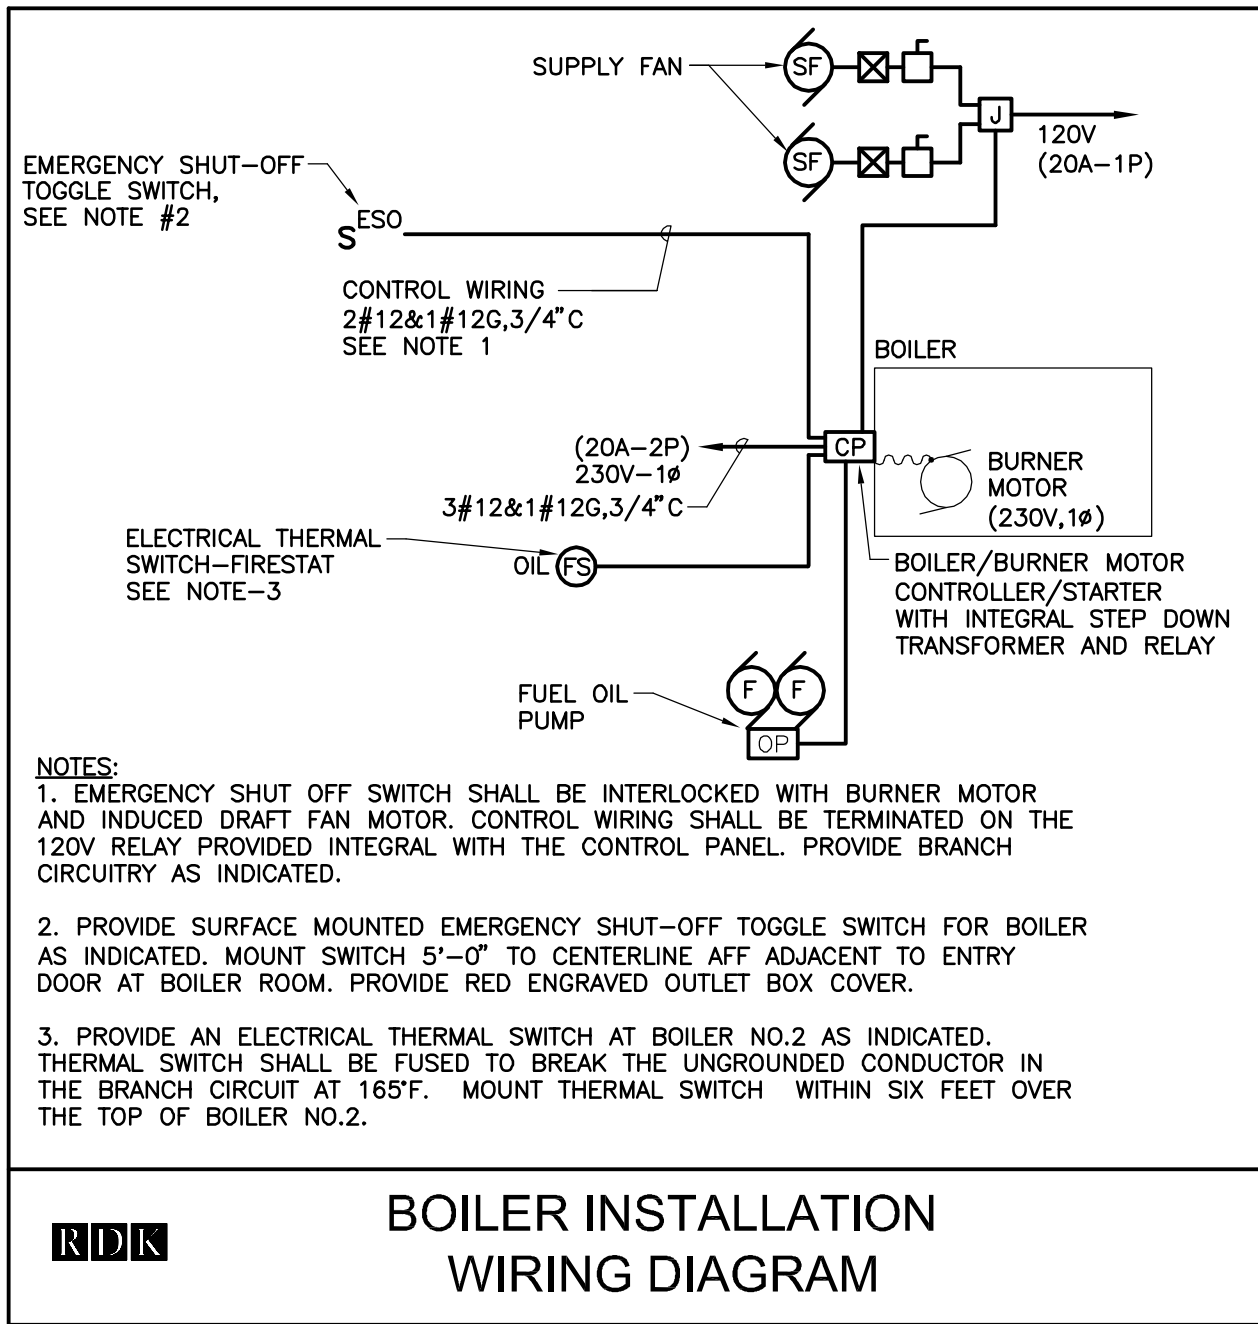 SUPPLY FAN
SF
J
120V
(20A-1P)
SF
EMERGENCY SHUT-OFF
TOGGLE SWITCH,
SEE NOTE #2
S ESO
CONTROL WIRING
2#12&1#12G,3/4"C
SEE NOTE 1
BOILER
(20A-2P)
230V-1ø
3#12&1#12G,3/4"C
CP
BURNER
MOTOR
(230V,1ø)
ELECTRICAL THERMAL
SWITCH-FIRESTAT
SEE NOTE-3
OIL FS
BOILER/BURNER MOTOR
CONTROLLER/STARTER
WITH INTEGRAL STEP DOWN
TRANSFORMER AND RELAY
FUEL OIL
PUMP
F F
OP
NOTES:
1. EMERGENCY SHUT OFF SWITCH SHALL BE INTERLOCKED WITH BURNER MOTOR
AND INDUCED DRAFT FAN MOTOR. CONTROL WIRING SHALL BE TERMINATED ON THE
120V RELAY PROVIDED INTEGRAL WITH THE CONTROL PANEL. PROVIDE BRANCH
CIRCUITRY AS INDICATED.
2. PROVIDE SURFACE MOUNTED EMERGENCY SHUT-OFF TOGGLE SWITCH FOR BOILER
AS INDICATED. MOUNT SWITCH 5'-0" TO CENTERLINE AFF ADJACENT TO ENTRY
DOOR AT BOILER ROOM. PROVIDE RED ENGRAVED OUTLET BOX COVER.
3. PROVIDE AN ELECTRICAL THERMAL SWITCH AT BOILER NO.2 AS INDICATED.
THERMAL SWITCH SHALL BE FUSED TO BREAK THE UNGROUNDED CONDUCTOR IN
THE BRANCH CIRCUIT AT 165°F. MOUNT THERMAL SWITCH WITHIN SIX FEET OVER
THE TOP OF BOILER NO.2.
RDK
BOILER INSTALLATION
WIRING DIAGRAM